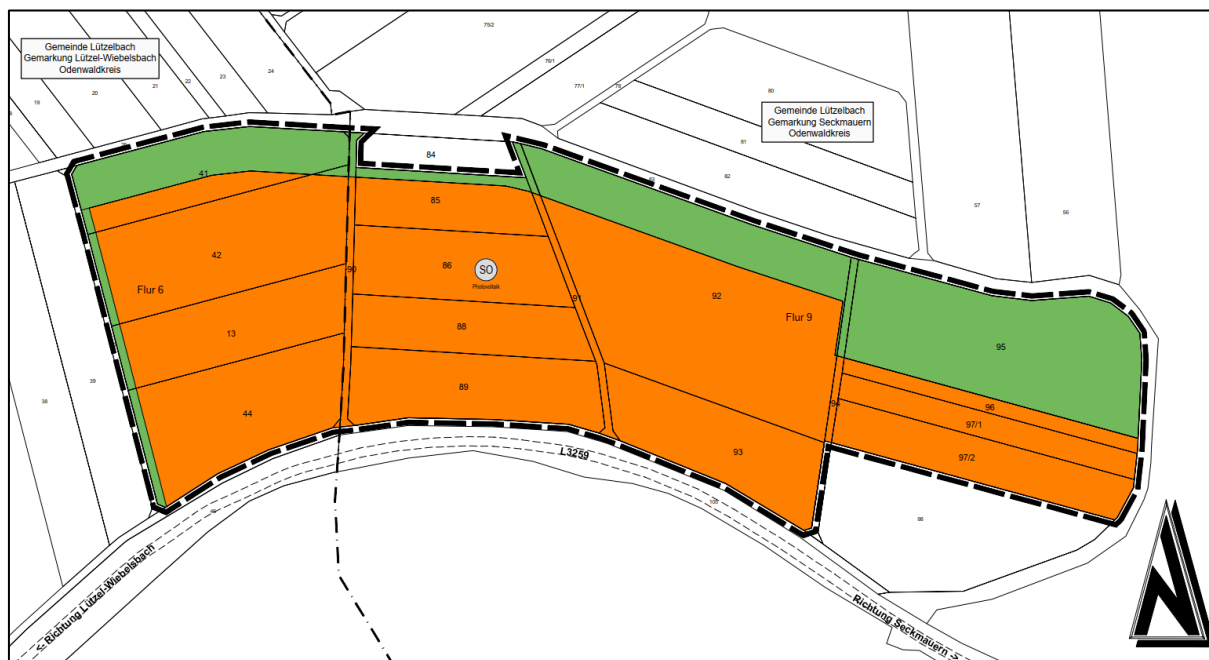 75/2
Gemeinde Lützelbach
Gemarkung Lützel-Wiebelsbach
Odenwaldkreis
24
23
22
21
20
19
76/1
77/1
78
80
Gemeinde Lützelbach
Gemarkung Seckmauern
Odenwaldkreis
81
82
83
84
41
85
42
86
SO
Photovoltaik
90
91
Flur 6
92
Flur 9
57
56
95
13
88
39
38
44
89
93
94
96
97/1
97/2
98
L3259
<- Richtung Lützel-Wiebelsbach
Richtung Seckmauern ->
N